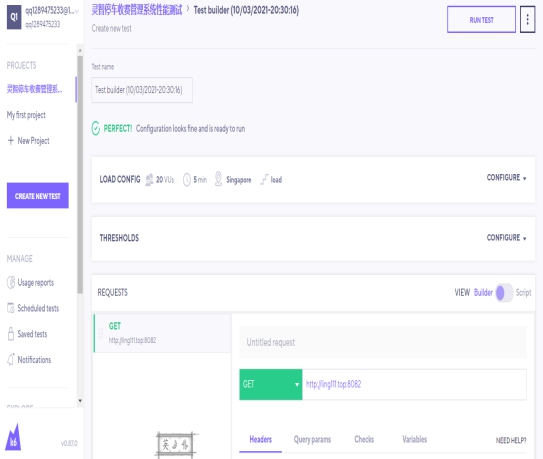 QI
qq1289475233@1...
qq1289475233
PROJECTS
灵智停车收费管理系...
My first project
+ New Project
CREATE NEW TEST
MANAGE
Usage reports
Scheduled tests
Saved tests
Notifications
EXPLORE
k6
v0.87.0
灵智停车收费管理系统性能测试 > Test builder (10/03/2021-20:30:16)
Create new test
RUN TEST
Test name
Test builder (10/03/2021-20:30:16)
PERFECT! Configuration looks fine and is ready to run
LOAD CONFIG 20 VUs 5 min Singapore load CONFIGURE
THRESHOLDS CONFIGURE
REQUESTS VIEW Builder Script
GET
http://ling111.top:8082
Untitled request
GET http://ling111.top:8082
Headers Query params Checks Variables NEED HELP?